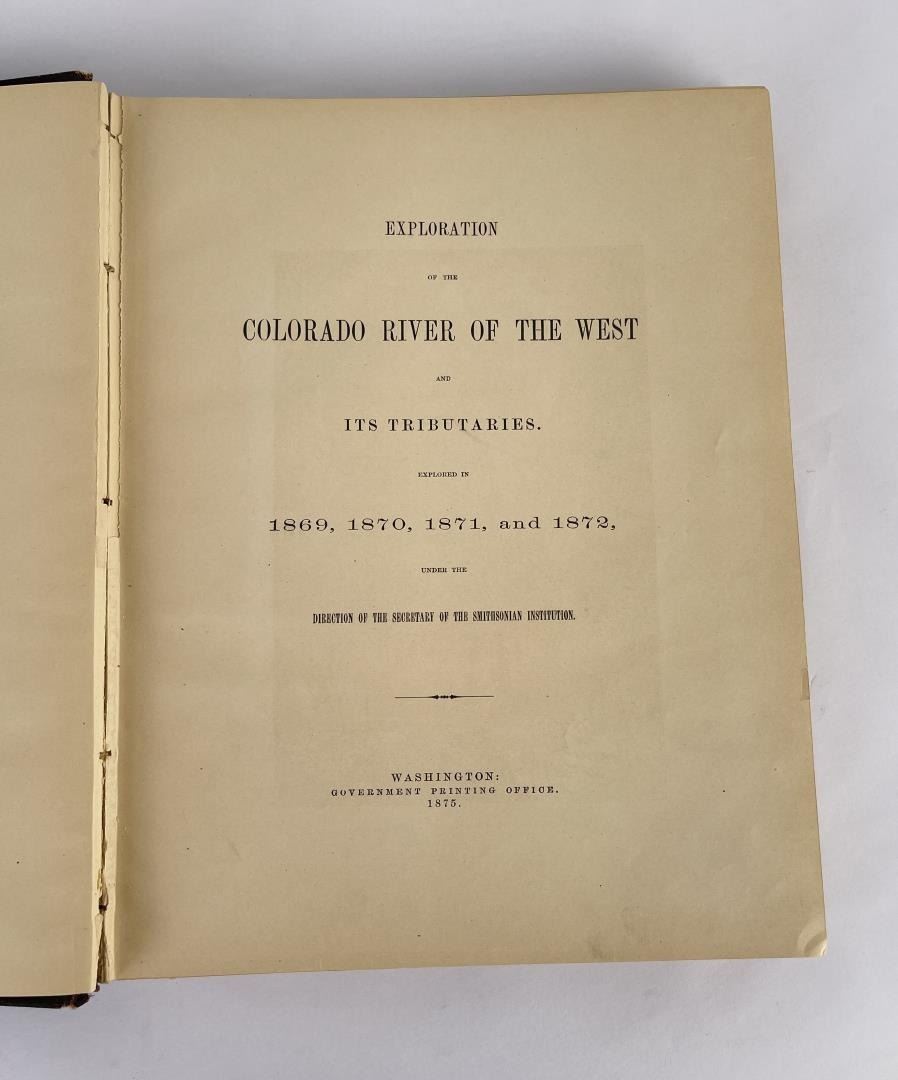 EXPLORATION
OF THE
COLORADO RIVER OF THE WEST
AND
ITS TRIBUTARIES.
EXPLORED IN
1869, 1870, 1871, and 1872,
UNDER THE
DIRECTION OF THE SECRETARY OF THE SMITHSONIAN INSTITUTION.
WASHINGTON:
GOVERNMENT PRINTING OFFICE.
1875.